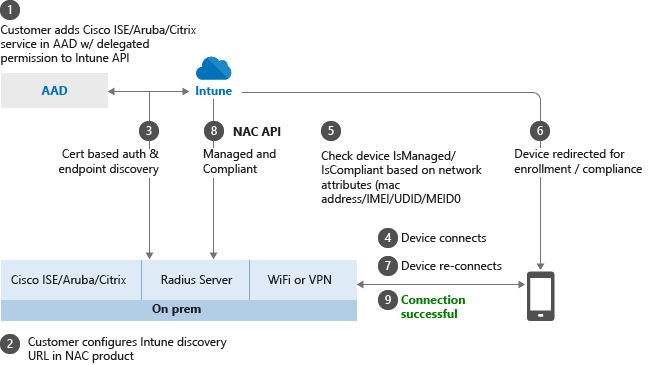 1
Customer adds Cisco ISE/Aruba/Citrix
service in AAD w/ delegated
permission to Intune API
AAD
Intune
3
Cert based auth &
endpoint discovery
8 NAC API
Managed and
Compliant
5
Check device IsManaged/
IsCompliant based on network
attributes (mac
address/IMEI/UDID/MEID0
6
Device redirected for
enrollment / compliance
4 Device connects
7 Device re-connects
9 Connection
successful
Cisco ISE/Aruba/Citrix
Radius Server
WiFi or VPN
On prem
2 Customer configures Intune discovery
URL in NAC product